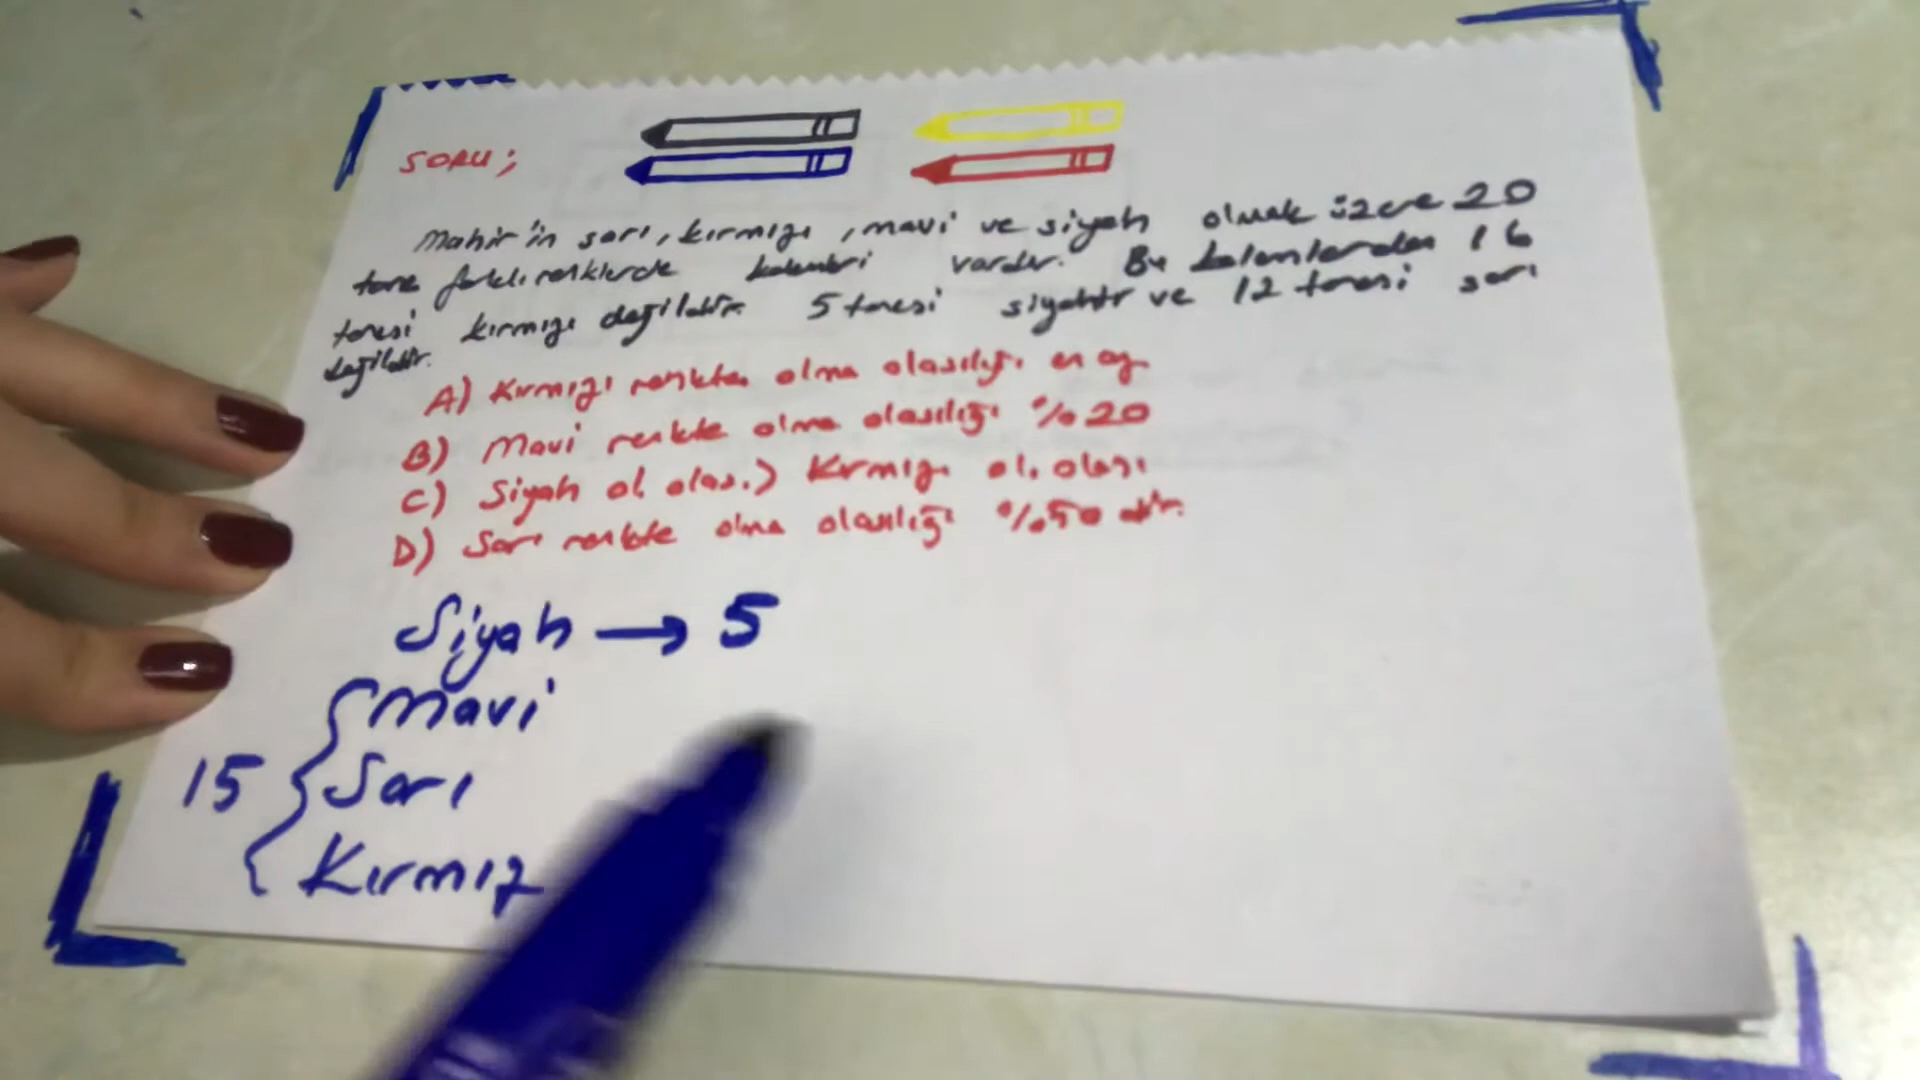 SORU;
Mahir'in sarı, kırmızı, mavi ve siyah olmak üzere 20
tane farklı renklerde kalemleri vardır. Bu kalemlerden 16
tanesi kırmızı değildir. 5 tanesi siyahtır ve 12 tanesi sarı
değildir.
A) Kırmızı renkte olma olasılığı en az
B) Mavi renkte olma olasılığı %20
C) Siyah ol. olas.> Kırmızı ol. olası
D) Sarı renkte olma olasılığı %50 dir.
Siyah → 5
Mavi
15 { Sarı
Kırmız